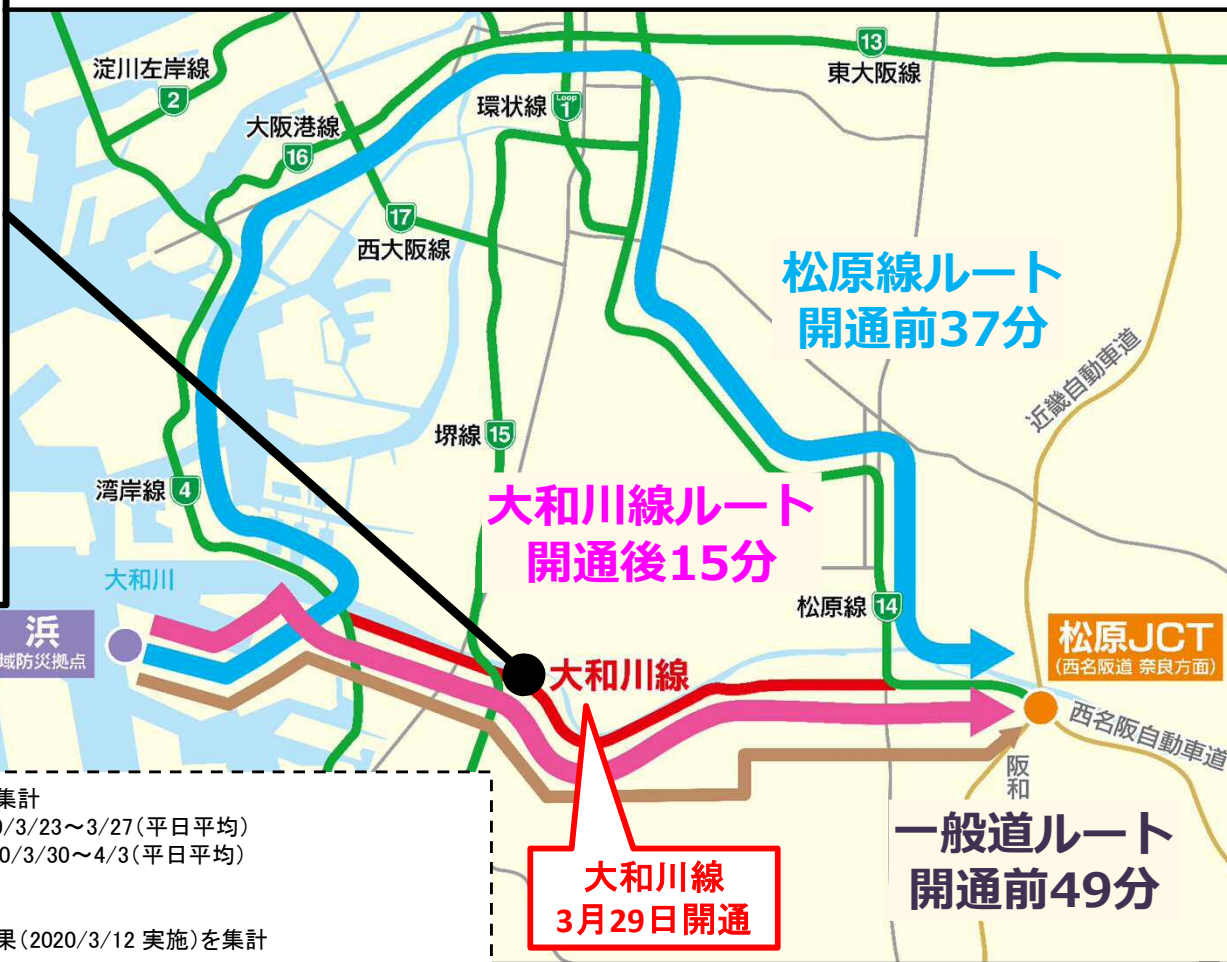 淀川左岸線
2
大阪港線
16
環状線
Loop
1
13
東大阪線
17
西大阪線
松原線ルート
開通前37分
近畿自動車道
堺線 15
湾岸線 4
大和川線ルート
開通後15分
大和川
松原線 14
浜
域防災拠点
松原JCT
(西名阪道 奈良方面)
大和川線
西名阪自動車道
阪和
一般道ルート
開通前49分
大和川線
3月29日開通
集計
0/3/23～3/27(平日平均)
20/3/30～4/3(平日平均)
果(2020/3/12 実施)を集計